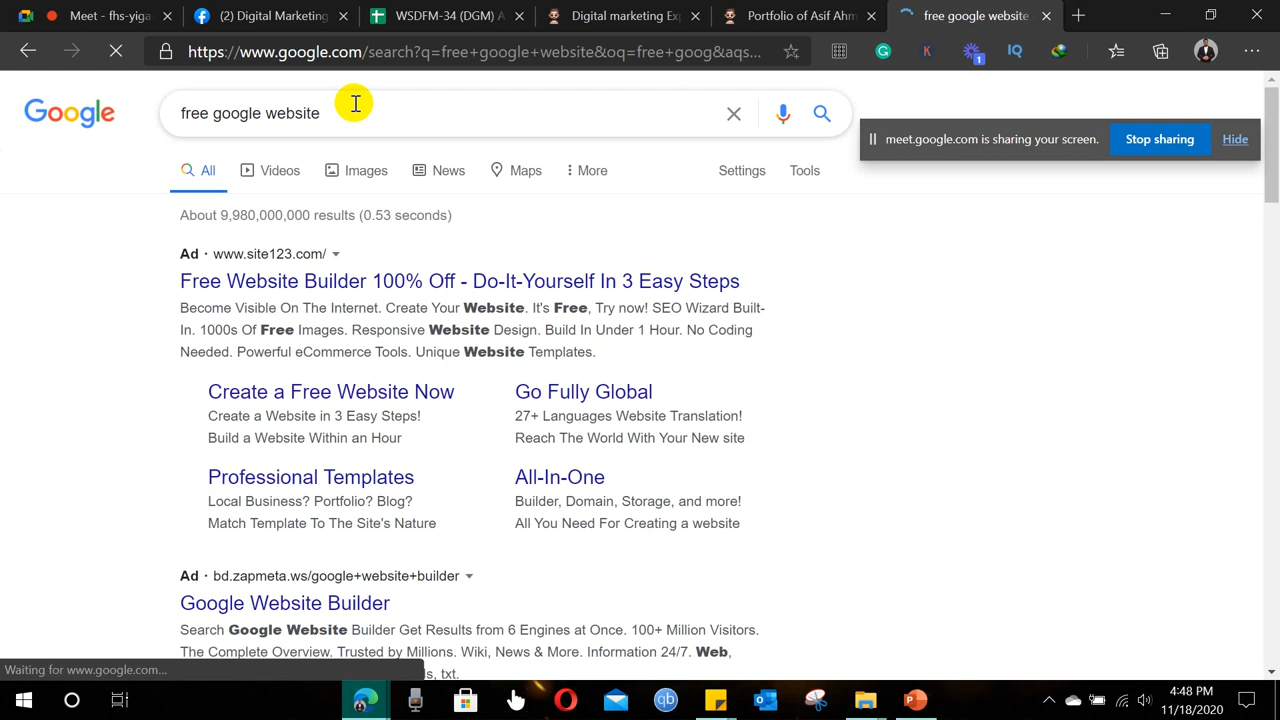 Meet - fhs-yiga
(2) Digital Marketing
WSDFM-34 (DGM) A
Digital marketing Exp
Portfolio of Asif Ahm
free google website
https://www.google.com/search?q=free+google+website&oq=free+goog&aqs...
K
1
IQ
Google
free google website
meet.google.com is sharing your screen.
Stop sharing
Hide
All
Videos
Images
News
Maps
More
Settings
Tools
About 9,980,000,000 results (0.53 seconds)
Ad · www.site123.com/
Free Website Builder 100% Off - Do-It-Yourself In 3 Easy Steps
Become Visible On The Internet. Create Your Website. It's Free, Try now! SEO Wizard Built-
In. 1000s Of Free Images. Responsive Website Design. Build In Under 1 Hour. No Coding
Needed. Powerful eCommerce Tools. Unique Website Templates.
Create a Free Website Now
Create a Website in 3 Easy Steps!
Build a Website Within an Hour
Go Fully Global
27+ Languages Website Translation!
Reach The World With Your New site
Professional Templates
Local Business? Portfolio? Blog?
Match Template To The Site's Nature
All-In-One
Builder, Domain, Storage, and more!
All You Need For Creating a website
Ad · bd.zapmeta.ws/google+website+builder
Google Website Builder
Search Google Website Builder Get Results from 6 Engines at Once. 100+ Million Visitors.
The Complete Overview. Trusted by Millions. Wiki, News & More. Information 24/7. Web,
txt.
Waiting for www.google.com...
qb
4:48 PM
11/18/2020